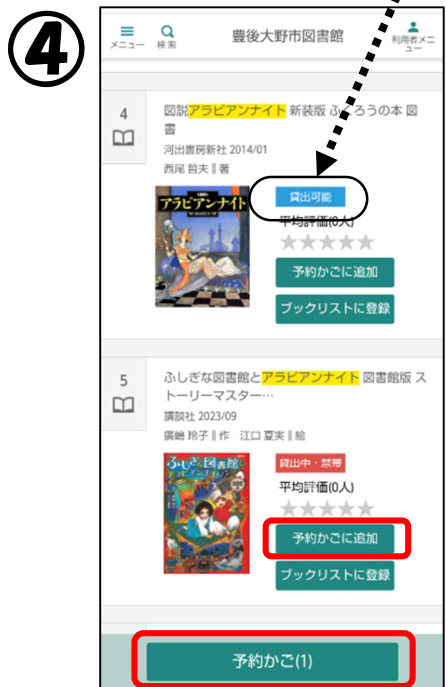 ④
メニュー 検索 豊後大野市図書館 利用者メニュー
4 図説アラビアンナイト 新装版 ふくろうの本 図書
河出書房新社 2014/01
西尾 哲夫‖著
アラビアンナイト
貸出可能
平均評価(0人)
★★★★★
予約かごに追加
ブックリストに登録
5 ふしぎな図書館とアラビアンナイト 図書館版 ストーリーマスター…
講談社 2023/09
廣嶋 玲子‖作 江口 夏実‖絵
ふしぎな図書館と
アラビアンナイト
貸出中・禁帯
平均評価(0人)
★★★★★
予約かごに追加
ブックリストに登録
予約かご(1)